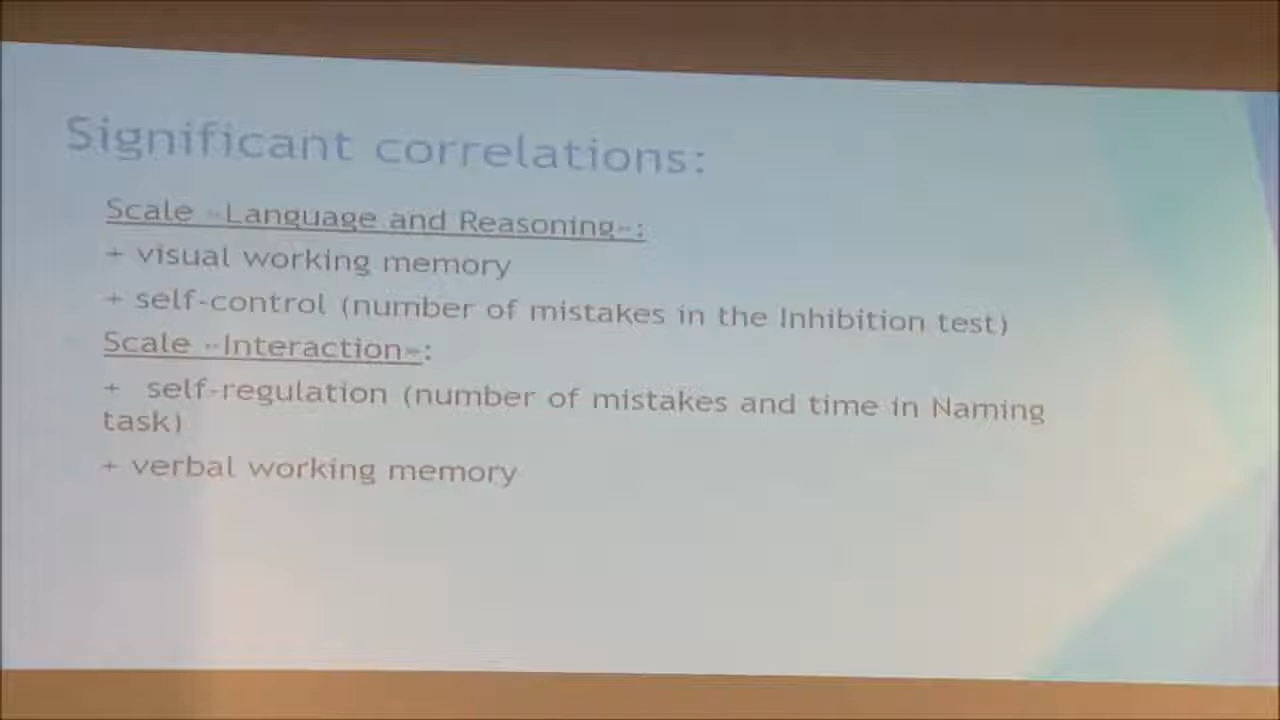 Significant correlations:
Scale «Language and Reasoning»:
+ visual working memory
+ self-control (number of mistakes in the Inhibition test)
Scale «Interaction»:
+ self-regulation (number of mistakes and time in Naming
task)
+ verbal working memory